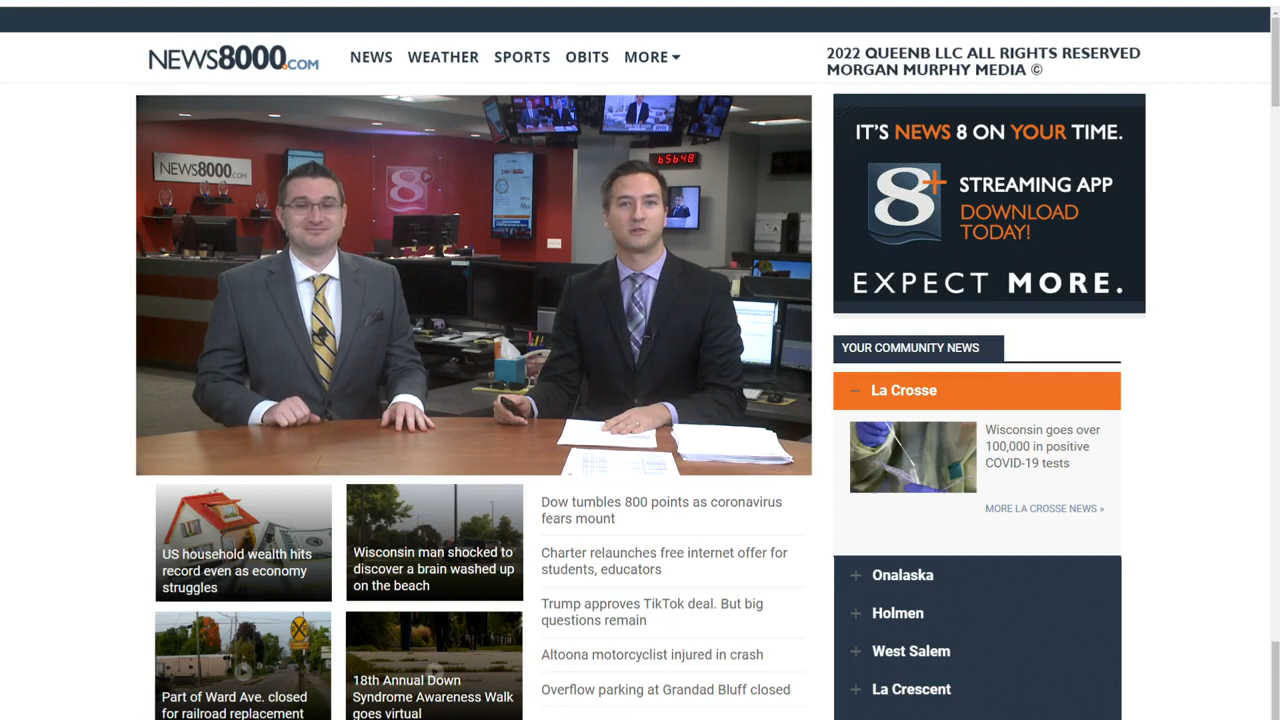 NEWS8000.COM
NEWS WEATHER SPORTS OBITS MORE
2022 QUEENB LLC ALL RIGHTS RESERVED
MORGAN MURPHY MEDIA ©
NEWS8000.COM
8
65648
IT'S NEWS 8 ON YOUR TIME.
8+
STREAMING APP
DOWNLOAD
TODAY!
EXPECT MORE.
YOUR COMMUNITY NEWS
La Crosse
Wisconsin goes over
100,000 in positive
COVID-19 tests
MORE LA CROSSE NEWS »
Onalaska
Holmen
West Salem
La Crescent
US household wealth hits
record even as economy
struggles
Wisconsin man shocked to
discover a brain washed up
on the beach
Part of Ward Ave. closed
for railroad replacement
18th Annual Down
Syndrome Awareness Walk
goes virtual
Dow tumbles 800 points as coronavirus
fears mount
Charter relaunches free internet offer for
students, educators
Trump approves TikTok deal. But big
questions remain
Altoona motorcyclist injured in crash
Overflow parking at Grandad Bluff closed